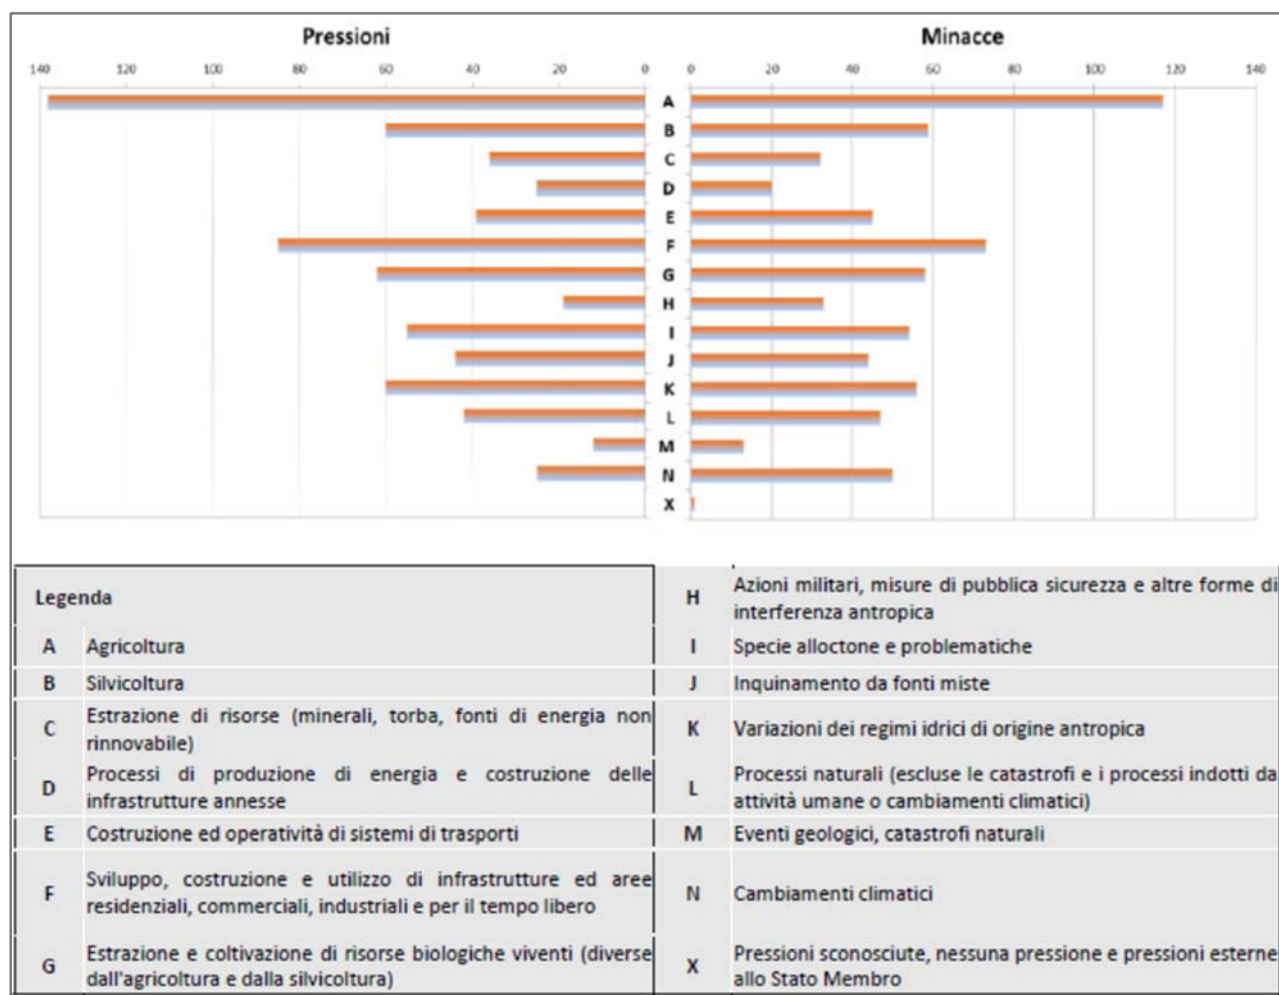 Pressioni Minacce
140 120 100 80 60 40 20 0 0 20 40 60 80 100 120 140
A
B
C
D
E
F
G
H
I
J
K
L
M
N
X
Legenda
A Agricoltura
B Silvicoltura
C Estrazione di risorse (minerali, torba, fonti di energia non
rinnovabile)
D Processi di produzione di energia e costruzione delle
infrastrutture annesse
E Costruzione ed operatività di sistemi di trasporti
F Sviluppo, costruzione e utilizzo di infrastrutture ed aree
residenziali, commerciali, industriali e per il tempo libero
G Estrazione e coltivazione di risorse biologiche viventi (diverse
dall'agricoltura e dalla silvicoltura)
H Azioni militari, misure di pubblica sicurezza e altre forme di
interferenza antropica
I Specie alloctone e problematiche
J Inquinamento da fonti miste
K Variazioni dei regimi idrici di origine antropica
L Processi naturali (escluse le catastrofi e i processi indotti da
attività umane o cambiamenti climatici)
M Eventi geologici, catastrofi naturali
N Cambiamenti climatici
X Pressioni sconosciute, nessuna pressione e pressioni esterne
allo Stato Membro